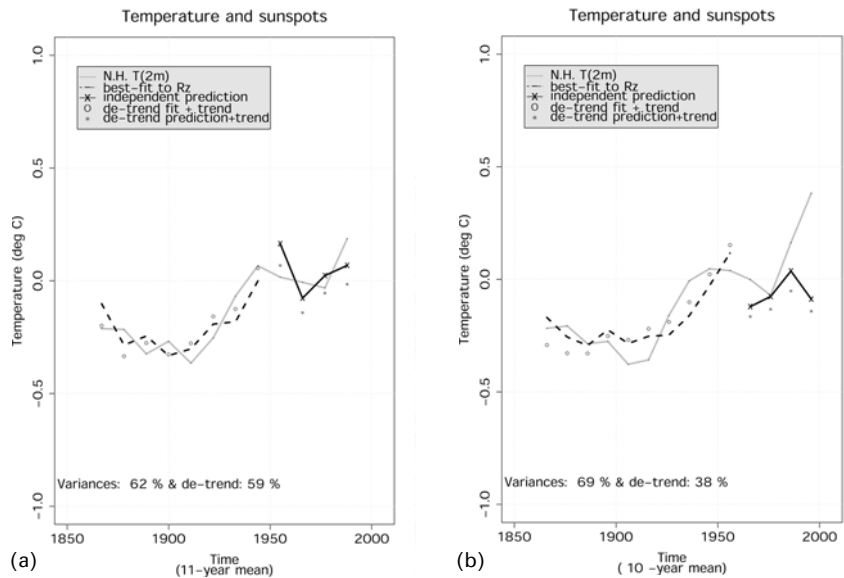 Temperature and sunspots
1.0
0.5
0.0
−0.5
−1.0
Temperature (deg C)
N.H. T(2m)
best-fit to Rz
independent prediction
de-trend fit + trend
de-trend prediction+trend
Variances: 62 % & de-trend: 59 %
1850
1900
1950
2000
Time
(11-year mean)
(a)
Temperature and sunspots
1.0
0.5
0.0
−0.5
−1.0
Temperature (deg C)
N.H. T(2m)
best-fit to Rz
independent prediction
de-trend fit + trend
de-trend prediction+trend
Variances: 69 % & de-trend: 38 %
1850
1900
1950
2000
Time
( 10 -year mean)
(b)